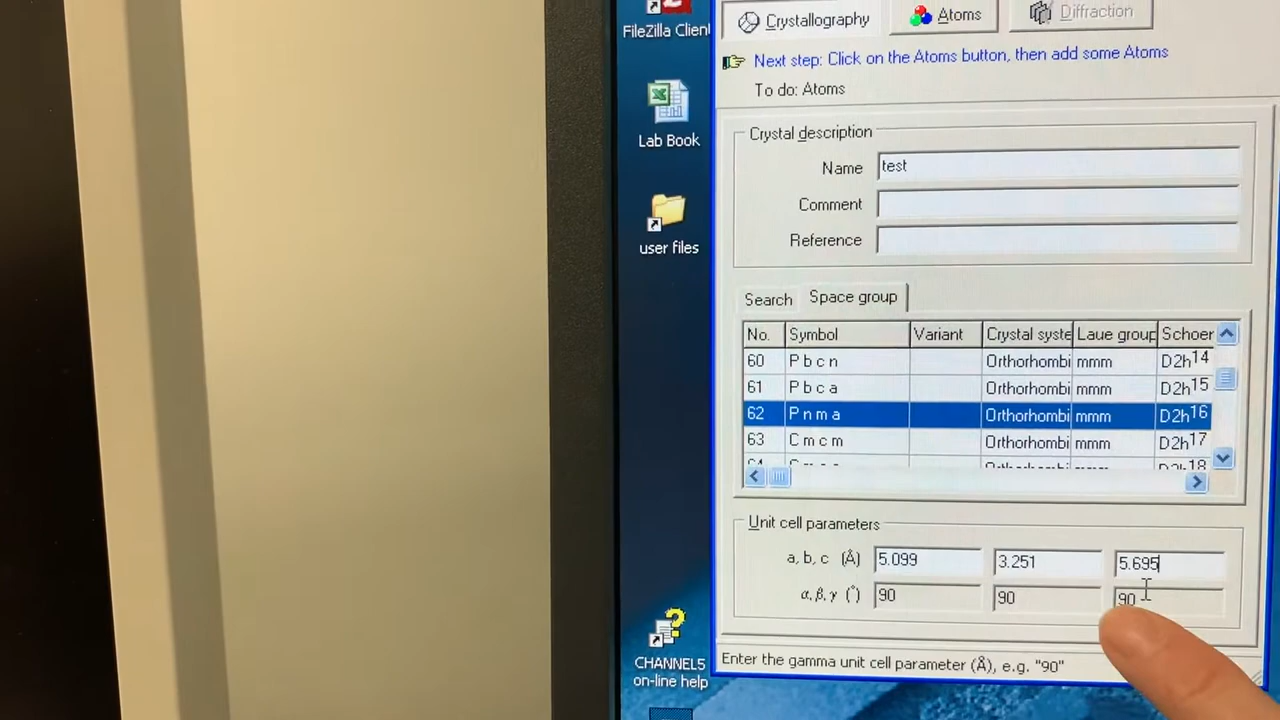 FileZilla Client
Lab Book
user files
CHANNEL5
on-line help
Crystallography
Atoms
Diffraction
Next step: Click on the Atoms button, then add some Atoms
To do: Atoms
Crystal description
Name test
Comment
Reference
Search Space group
No. Symbol Variant Crystal syste Laue group Schoer
60 P b c n Orthorhombi mmm D2h14
61 P b c a Orthorhombi mmm D2h15
62 P n m a Orthorhombi mmm D2h16
63 C m c m Orthorhombi mmm D2h17
Unit cell parameters
a, b, c (Å) 5.099 3.251 5.695
α, β, γ (°) 90 90 90
Enter the gamma unit cell parameter (Å), e.g. "90"